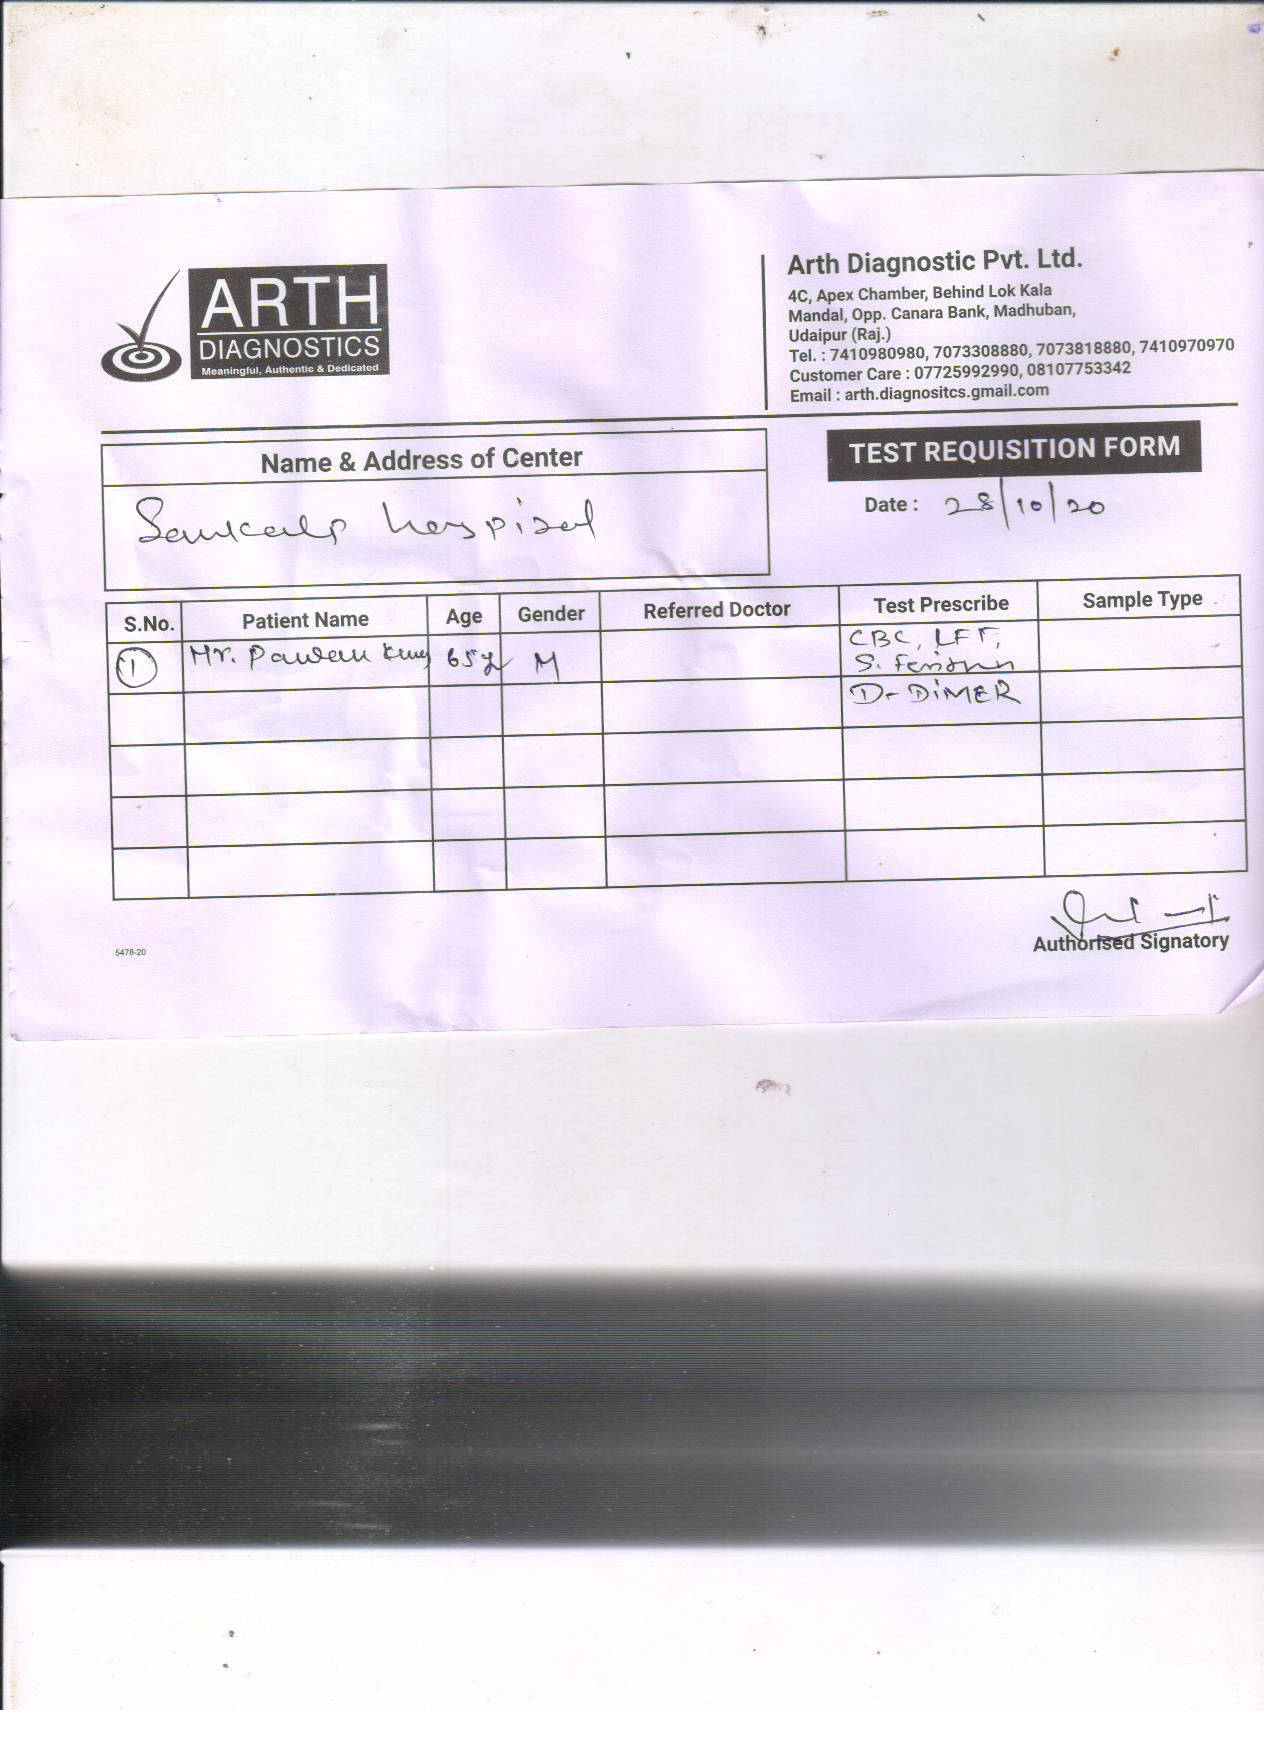 ARTH
DIAGNOSTICS
Meaningful, Authentic & Dedicated
Arth Diagnostic Pvt. Ltd.
4C, Apex Chamber, Behind Lok Kala
Mandal, Opp. Canara Bank, Madhuban,
Udaipur (Raj.)
Tel. : 7410980980, 7073308880, 7073818880, 7410970970
Customer Care : 07725992990, 08107753342
Email : arth.diagnositcs.gmail.com
Name & Address of Center
Sankalp hospital
TEST REQUISITION FORM
Date : 28/10/20
S.No. Patient Name Age Gender Referred Doctor Test Prescribe Sample Type
1 Mr. Pawan 65y M CBC, LFT,
S. Ferritin
D-DiMER
Authorised Signatory
5478-20